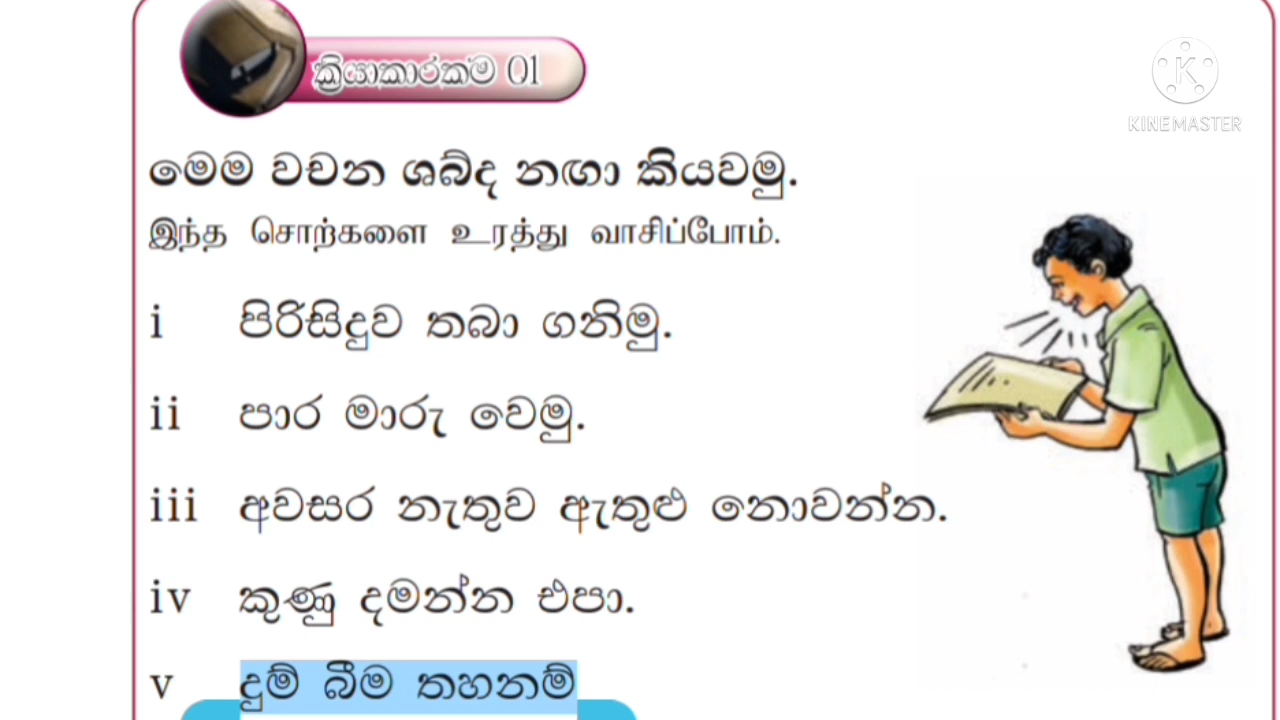 ක්‍රියාකාරකම 01
KINEMASTER
මෙම වචන ශබ්ද නඟා කියවමු.
இந்த சொற்களை உரத்து வாசிப்போம்.
i පිරිසිදුව තබා ගනිමු.
ii පාර මාරු වෙමු.
iii අවසර නැතුව ඇතුළු නොවන්න.
iv කුණු දමන්න එපා.
v දුම් බීම තහනම්